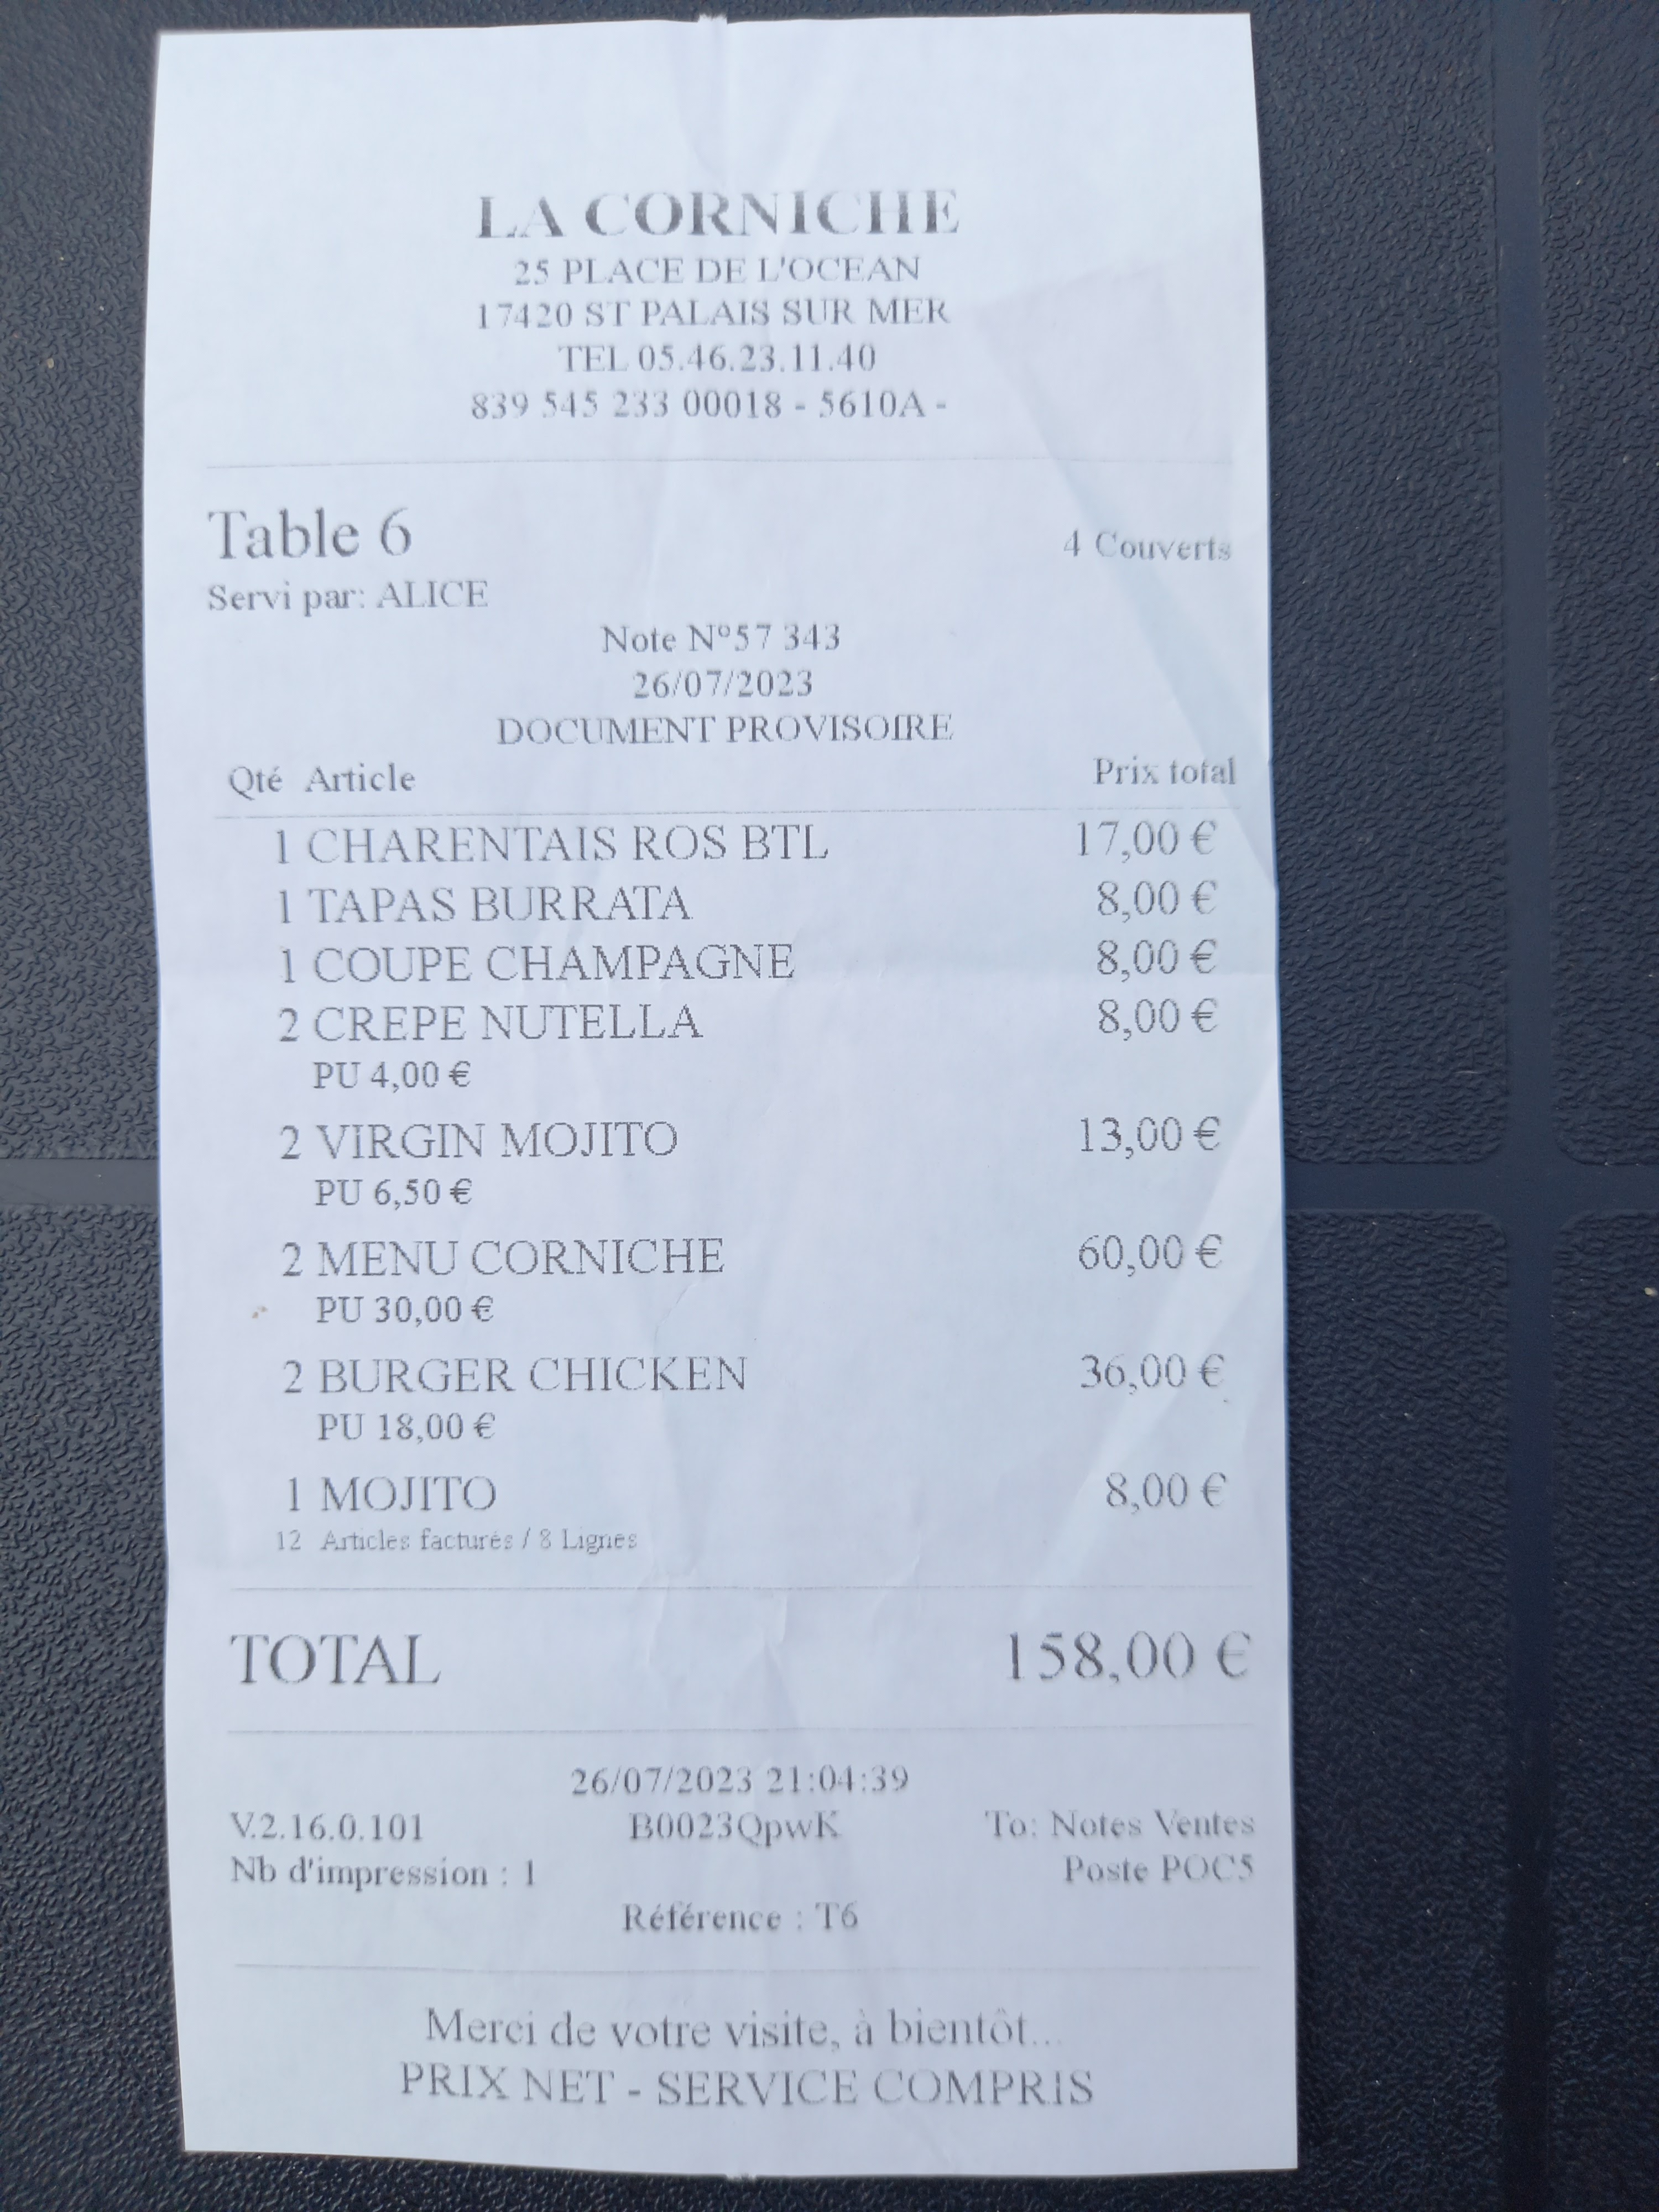 LA CORNICHE
25 PLACE DE L'OCEAN
17420 ST PALAIS SUR MER
TEL 05.46.23.11.40
839 545 233 00018 - 5610A -
Table 6 4 Couverts
Servi par: ALICE
Note N°57 343
26/07/2023
DOCUMENT PROVISOIRE
Qté Article Prix total
1 CHARENTAIS ROS BTL 17,00 €
1 TAPAS BURRATA 8,00 €
1 COUPE CHAMPAGNE 8,00 €
2 CREPE NUTELLA 8,00 €
PU 4,00 €
2 VIRGIN MOJITO 13,00 €
PU 6,50 €
2 MENU CORNICHE 60,00 €
PU 30,00 €
2 BURGER CHICKEN 36,00 €
PU 18,00 €
1 MOJITO 8,00 €
12 Articles facturés / 8 Lignes
TOTAL 158,00 €
26/07/2023 21:04:39
V.2.16.0.101 B0023QpwK To: Notes Ventes
Nb d'impression : 1 Poste POC5
Référence : T6
Merci de votre visite, à bientôt...
PRIX NET - SERVICE COMPRIS